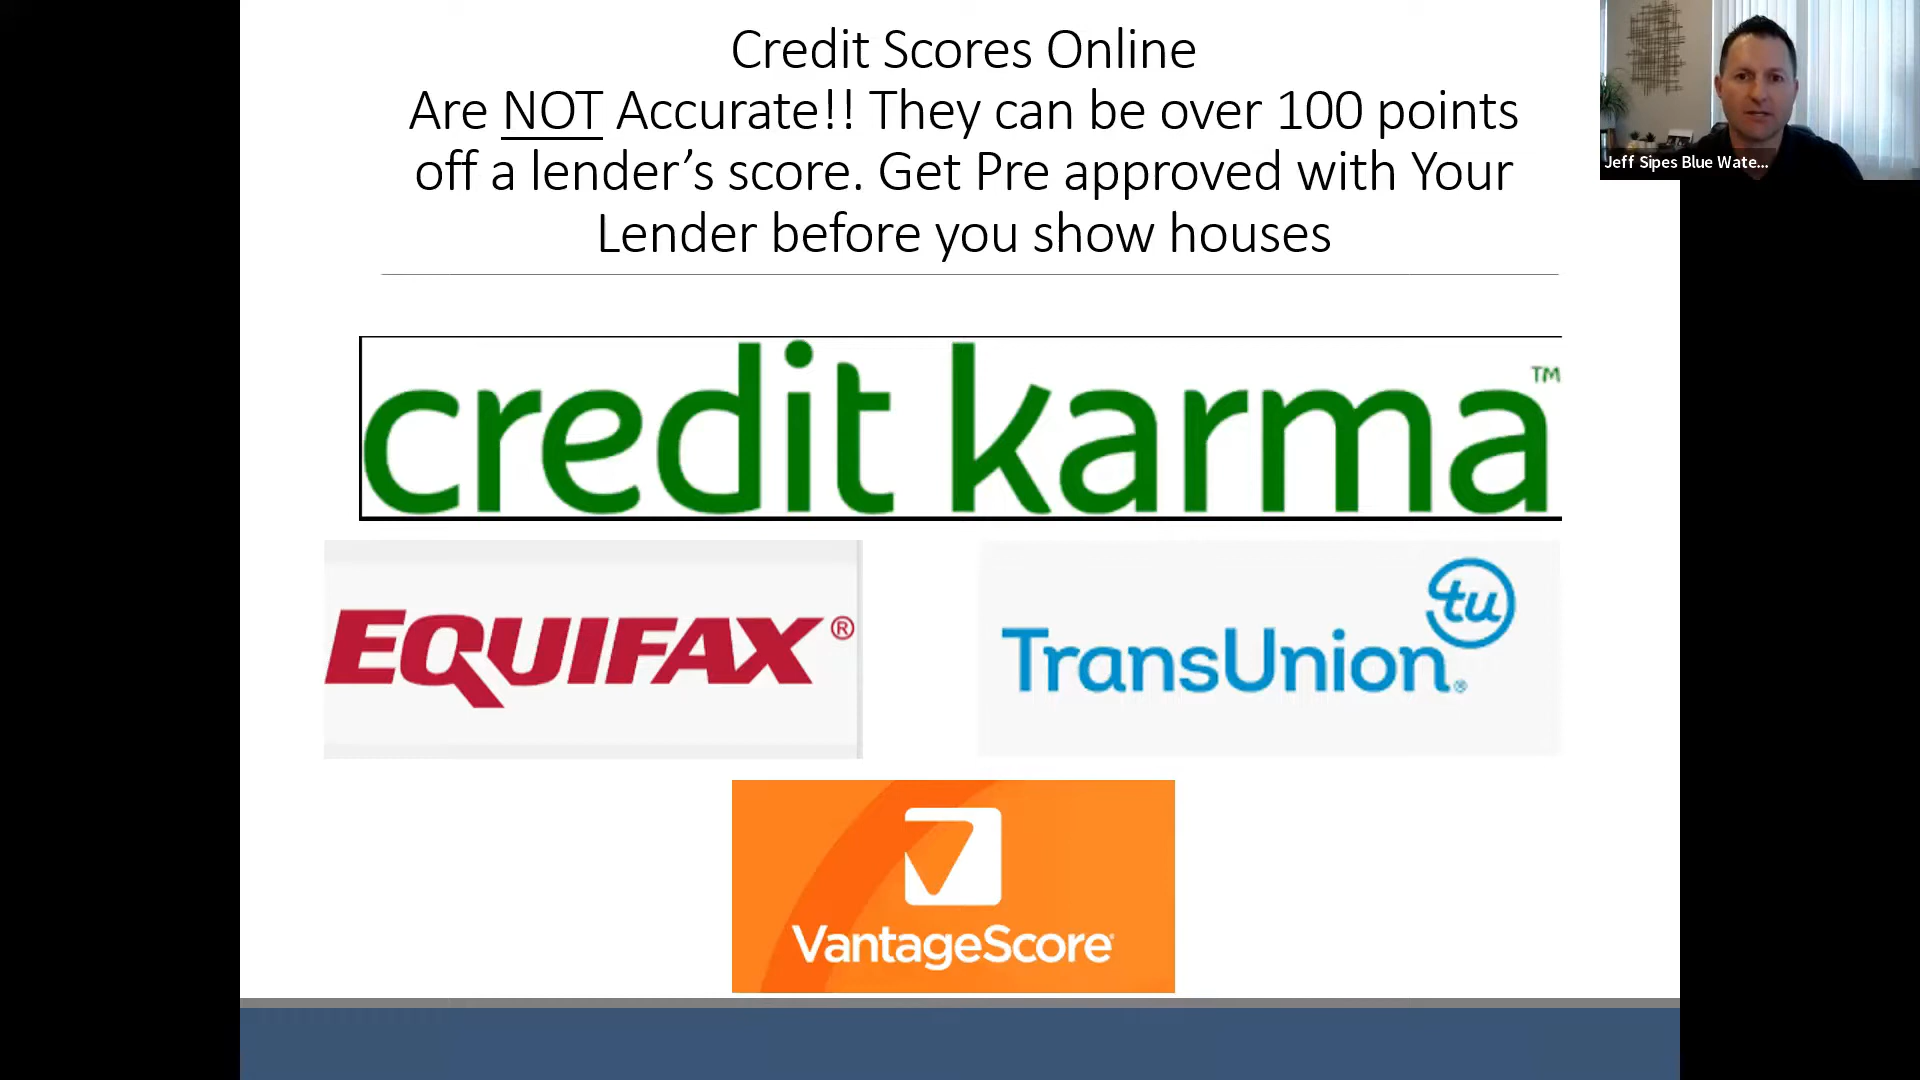 Credit Scores Online
Are NOT Accurate!! They can be over 100 points
off a lender’s score. Get Pre approved with Your
Lender before you show houses
Jeff Sipes Blue Wate...
credit karma™
EQUIFAX®
tu
TransUnion®
VantageScore®